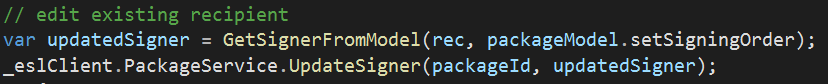 // edit existing recipient
var updatedSigner = GetSignerFromModel(rec, packageModel.setSigningOrder);
_eslClient.PackageService.UpdateSigner(packageId, updatedSigner);